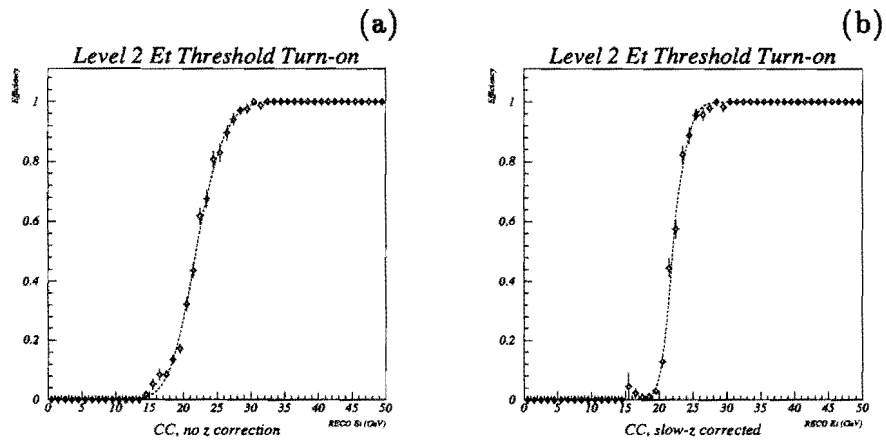 (a)
Level 2 Et Threshold Turn-on
Efficiency
1
0.8
0.6
0.4
0.2
0
0 5 10 15 20 25 30 35 40 45 50
RECO Et (GeV)
CC, no z correction
(b)
Level 2 Et Threshold Turn-on
Efficiency
1
0.8
0.6
0.4
0.2
0
0 5 10 15 20 25 30 35 40 45 50
RECO Et (GeV)
CC, slow-z corrected